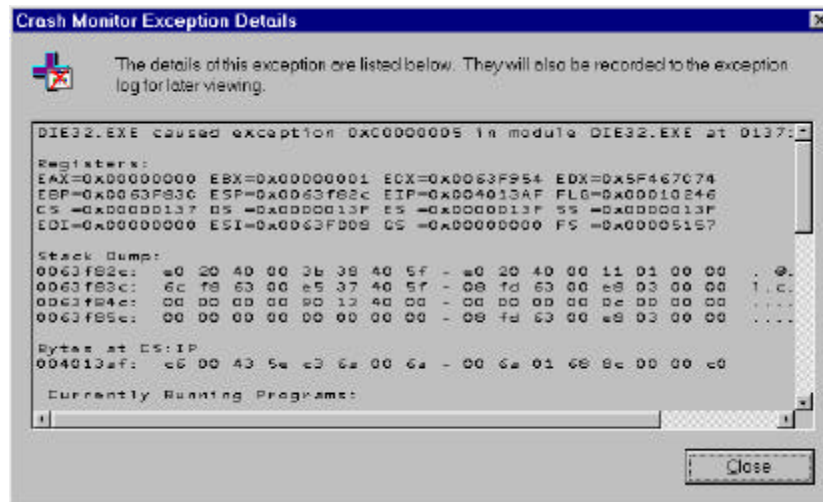 Crash Monitor Exception Details
The details of this exception are listed below. They will also be recorded to the exception
log for later viewing.
DIE32.EXE caused exception 0xC0000005 in module DIE32.EXE at 0137:
Registers:
EAX=0x00000000 EBX=0x00000001 ECX=0x0063F954 EDX=0x5F467C74
EBP=0x0063F83C ESP=0x0063f82c EIP=0x004013AF FLG=0x00010246
CS =0x00000137 DS =0x0000013F ES =0x0000013F SS =0x0000013F
EDI=0x00000000 ESI=0x0063FD08 GS =0x00000000 FS =0x00005157
Stack Dump:
0063f82c: e0 20 40 00 3b 38 40 5f - e0 20 40 00 11 01 00 00 . @.
0063f83c: 6c f8 63 00 e5 37 40 5f - 08 fd 63 00 e8 03 00 00 l.c.
0063f84c: 00 00 00 00 90 12 40 00 - 00 00 00 00 0c 00 00 00 ....
0063f85c: 00 00 00 00 00 00 00 00 - 08 fd 63 00 e8 03 00 00 ....
Bytes at CS:IP
004013af: c6 00 43 5e c3 6a 00 6a - 00 6a 01 68 8c 00 00 c0
Currently Running Programs:
Close